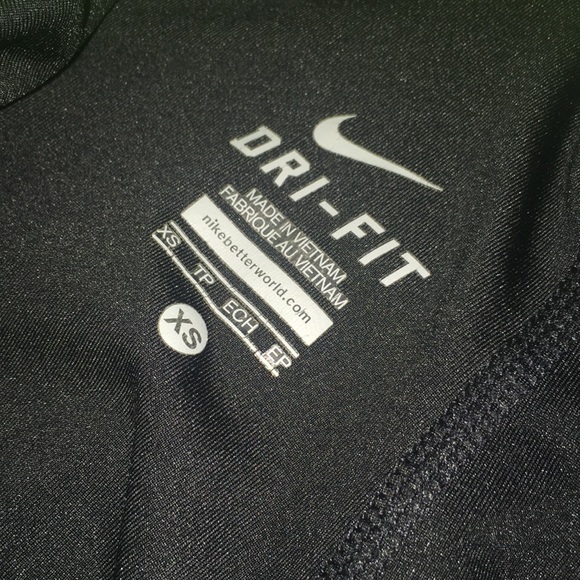 DRI-FIT
MADE IN VIETNAM
FABRIQUE AU VIETNAM
nikebetterworld.com
XS TP ECH EP
XS